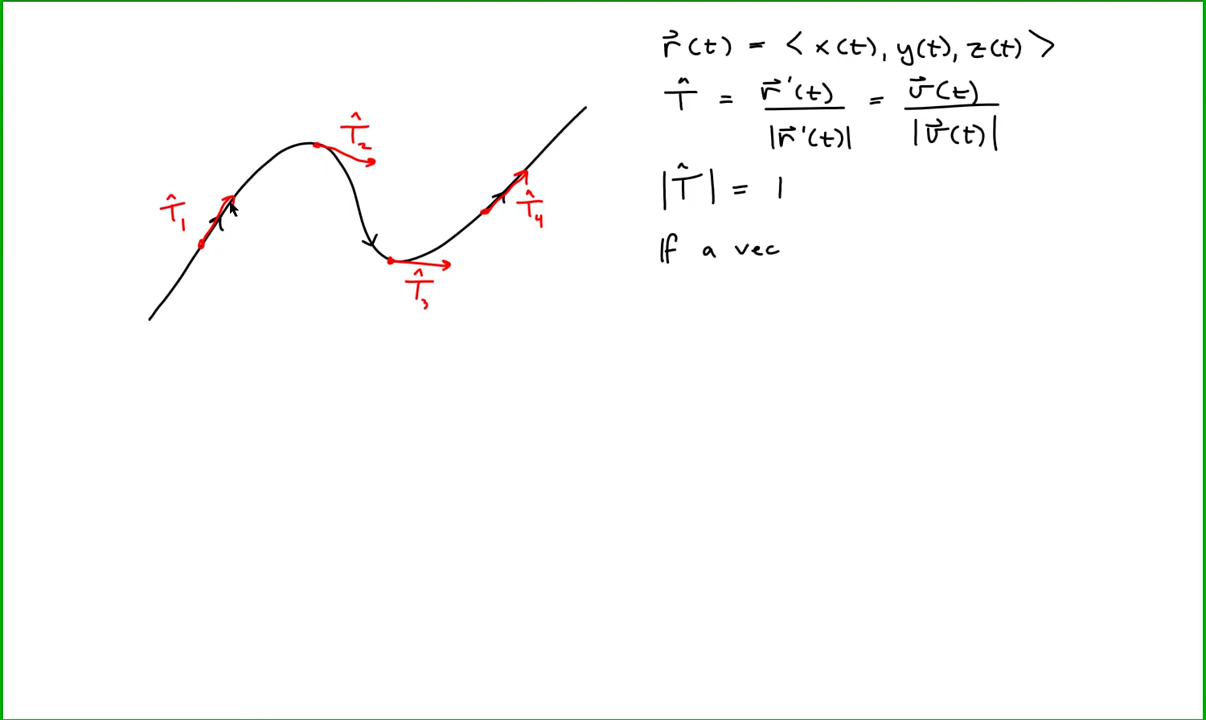 r⃗(t) = < x(t), y(t), z(t) >
T̂ = r⃗'(t) / |r⃗'(t)| = v⃗(t) / |v⃗(t)|
|T̂| = 1
If a vec
T̂₁
T̂₂
T̂₃
T̂₄